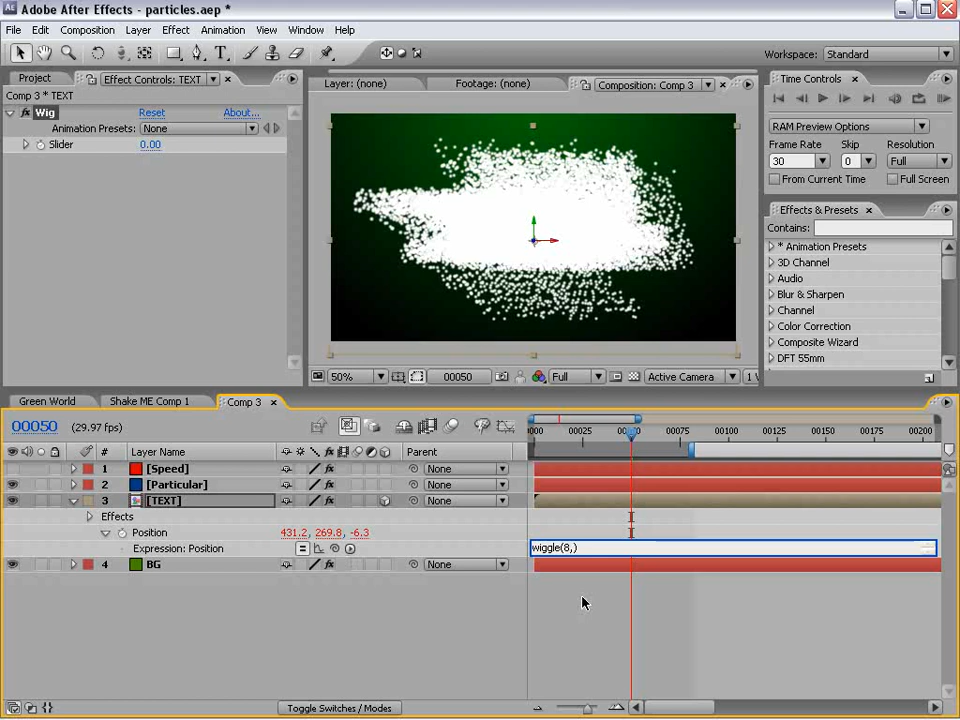 Adobe After Effects - particles.aep *
File Edit Composition Layer Effect Animation View Window Help
Workspace: Standard
Project Effect Controls: TEXT
Layer: (none) Footage: (none) Composition: Comp 3
Time Controls
Comp 3 * TEXT
Wig Reset About...
Animation Presets: None
Slider 0.00
RAM Preview Options
Frame Rate Skip Resolution
30 0 Full
From Current Time Full Screen
Effects & Presets
Contains:
* Animation Presets
3D Channel
Audio
Blur & Sharpen
Channel
Color Correction
Composite Wizard
DFT 55mm
50% 00050 Full Active Camera 1
Green World Shake ME Comp 1 Comp 3
00050 (29.97 fps)
00025 00075 00100 00125 00150 00175 00200
# Layer Name Parent
1 [Speed] None
2 [Particular] None
3 [TEXT] None
Effects
Position 431.2, 269.8, -6.3
Expression: Position wiggle(8,)
4 BG None
Toggle Switches / Modes